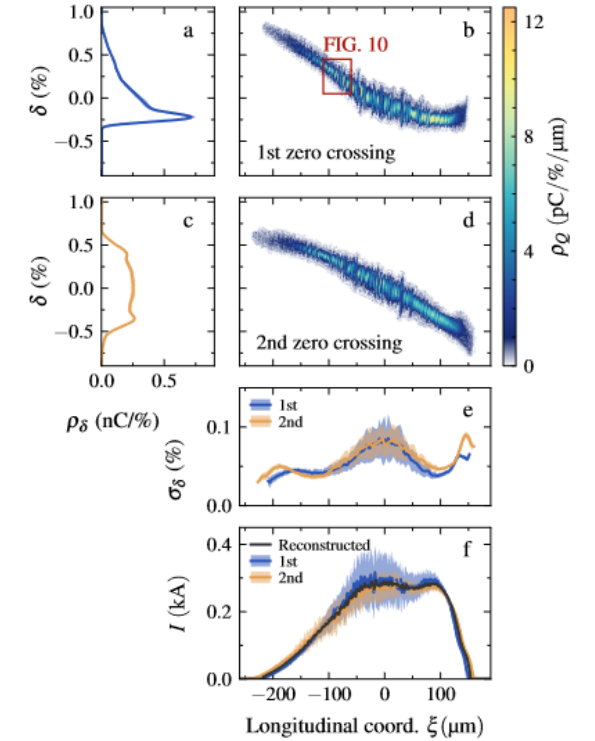 1.0
0.5
0.0
−0.5
δ (%)
a
FIG. 10
b
1st zero crossing
12
8
4
0
ρQ (pC/%/μm)
1.0
0.5
0.0
−0.5
δ (%)
c
0.0 0.5
ρδ (nC/%)
d
2nd zero crossing
0.1
0.0
σδ (%)
1st
2nd
e
0.4
0.2
0.0
I (kA)
Reconstructed
1st
2nd
f
−200 −100 0 100
Longitudinal coord. ξ (μm)